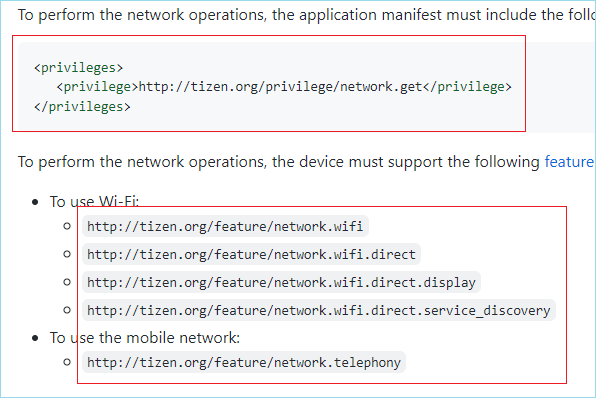 To perform the network operations, the application manifest must include the
<privileges>
<privilege>http://tizen.org/privilege/network.get</privilege>
</privileges>
To perform the network operations, the device must support the following feature
• To use Wi-Fi:
○ http://tizen.org/feature/network.wifi
○ http://tizen.org/feature/network.wifi.direct
○ http://tizen.org/feature/network.wifi.direct.display
○ http://tizen.org/feature/network.wifi.direct.service_discovery
• To use the mobile network:
○ http://tizen.org/feature/network.telephony